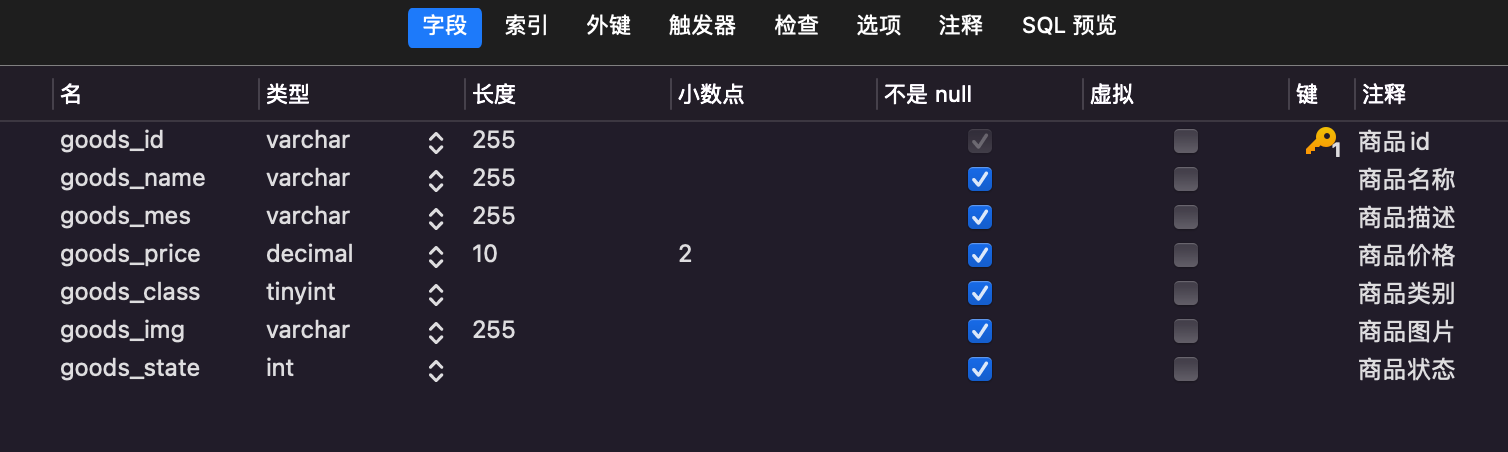 字段 索引 外键 触发器 检查 选项 注释 SQL 预览
名 类型 长度 小数点 不是 null 虚拟 键 注释
goods_id varchar 255 1 商品id
goods_name varchar 255 商品名称
goods_mes varchar 255 商品描述
goods_price decimal 10 2 商品价格
goods_class tinyint 商品类别
goods_img varchar 255 商品图片
goods_state int 商品状态